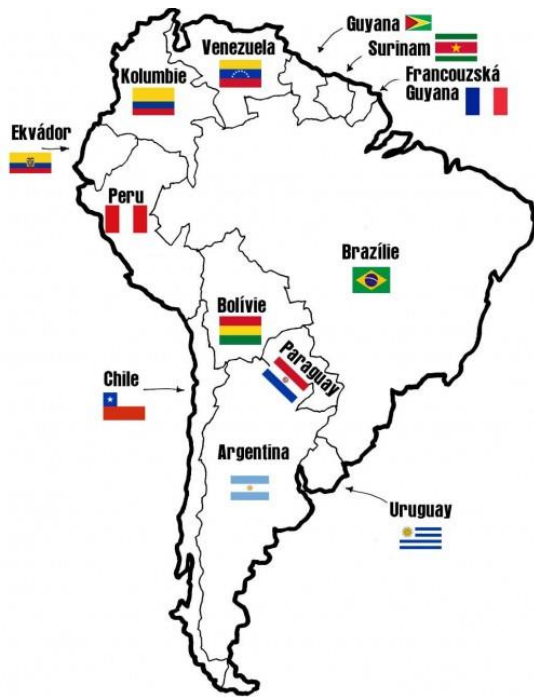 Guyana
Surinam
Francouzská
Guyana
Venezuela
Kolumbie
Ekvádor
Peru
Brazílie
Bolívie
Paraguay
Chile
Argentina
Uruguay